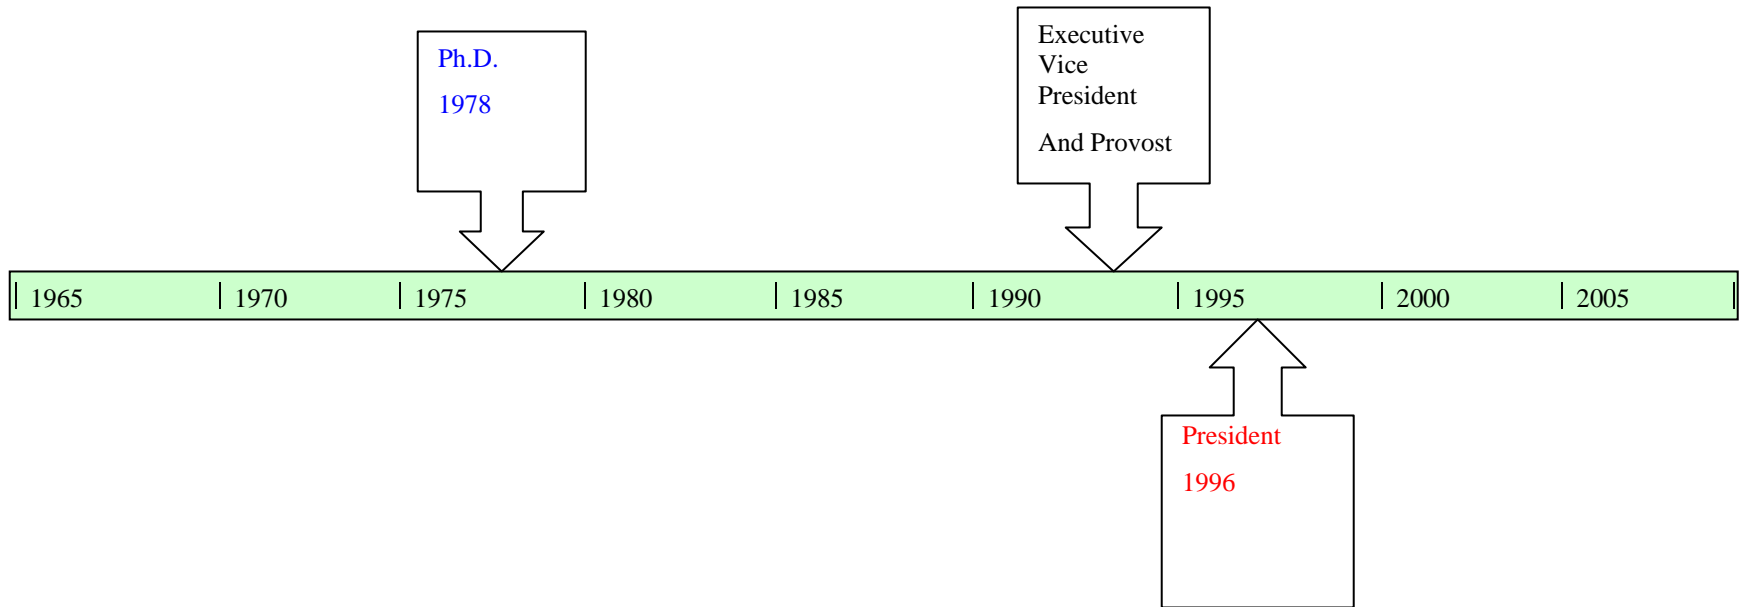 Ph.D.
1978
Executive
Vice
President
And Provost
1965 1970 1975 1980 1985 1990 1995 2000 2005
President
1996